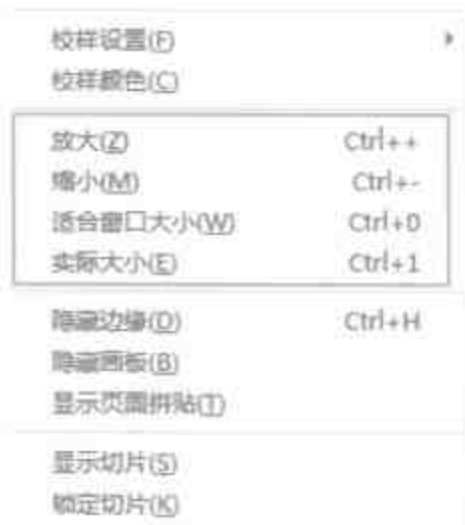 校样设置(F)
校样颜色(C)
放大(Z) Ctrl++
缩小(M) Ctrl+-
适合窗口大小(W) Ctrl+0
实际大小(E) Ctrl+1
隐藏边缘(D) Ctrl+H
隐藏画板(B)
显示页面拼贴(T)
显示切片(S)
锁定切片(K)